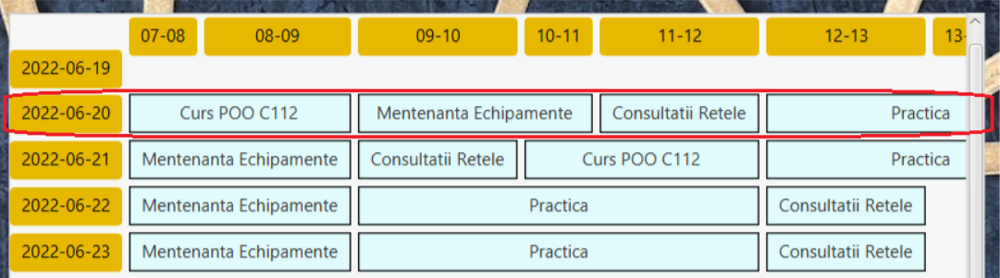 07-08 08-09 09-10 10-11 11-12 12-13 13-
2022-06-19
2022-06-20 Curs POO C112 Mentenanta Echipamente Consultatii Retele Practica
2022-06-21 Mentenanta Echipamente Consultatii Retele Curs POO C112 Practica
2022-06-22 Mentenanta Echipamente Practica Consultatii Retele
2022-06-23 Mentenanta Echipamente Practica Consultatii Retele